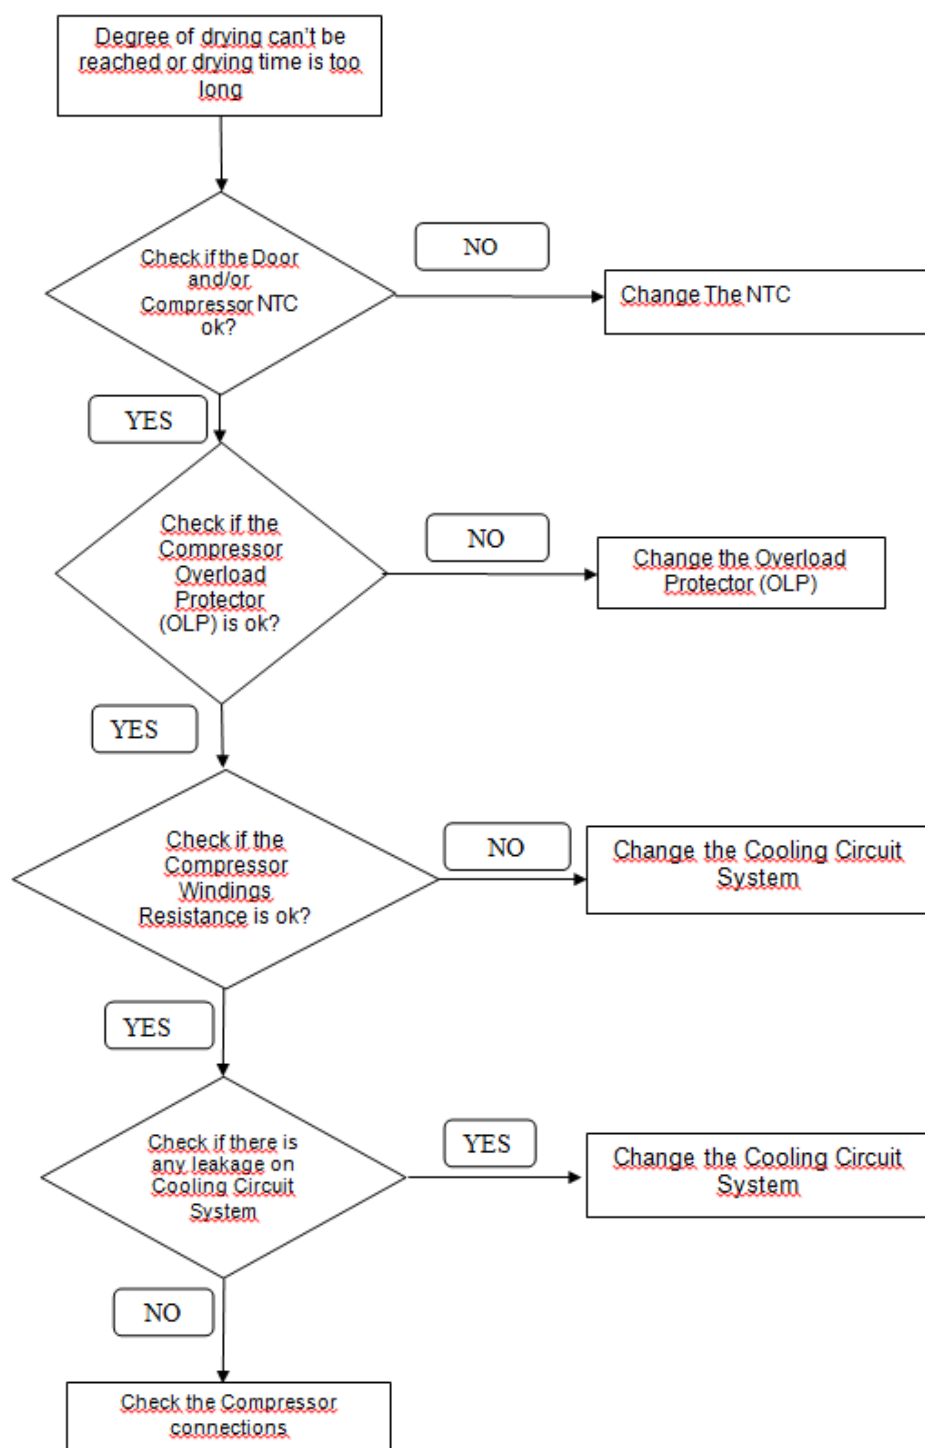 Degree of drying can’t be
reached or drying time is too
long
Check if the Door
and/or
Compressor NTC
ok?
NO
Change The NTC
YES
Check if the
Compressor
Overload
Protector
(OLP) is ok?
NO
Change the Overload
Protector (OLP)
YES
Check if the
Compressor
Windings
Resistance is ok?
NO
Change the Cooling Circuit
System
YES
Check if there is
any leakage on
Cooling Circuit
System
YES
Change the Cooling Circuit
System
NO
Check the Compressor
connections